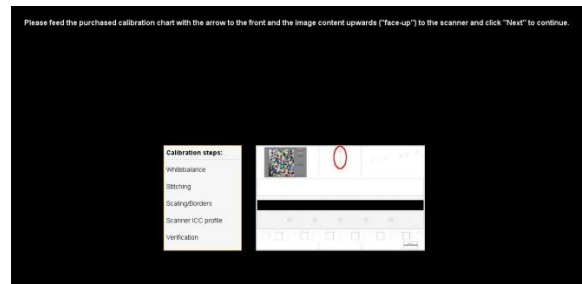 Please feed the purchased calibration chart with the arrow to the front and the image content upwards ("face-up") to the scanner and click "Next" to continue.
Calibration steps:
Whitebalance
Stitching
Scaling/Borders
Scanner ICC profile
Verification